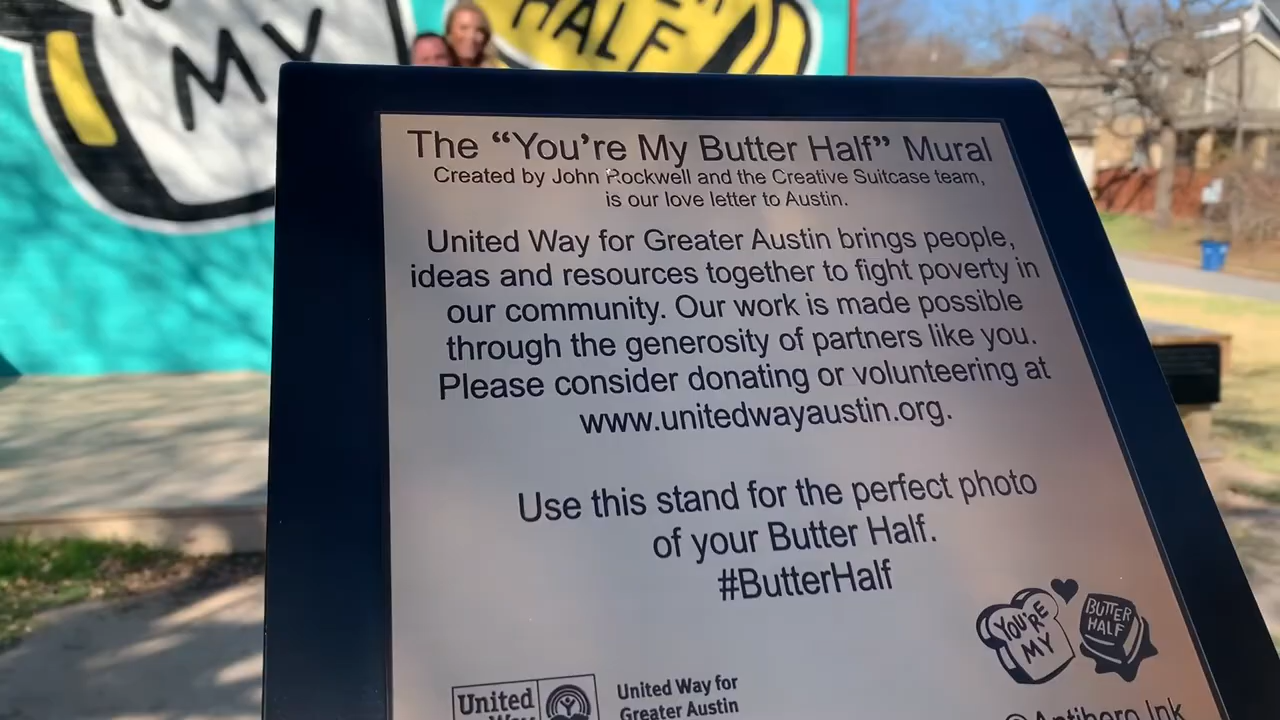 MY
HALF
The “You’re My Butter Half” Mural
Created by John Rockwell and the Creative Suitcase team,
is our love letter to Austin.
United Way for Greater Austin brings people,
ideas and resources together to fight poverty in
our community. Our work is made possible
through the generosity of partners like you.
Please consider donating or volunteering at
www.unitedwayaustin.org.
Use this stand for the perfect photo
of your Butter Half.
#ButterHalf
YOU'RE
MY
BUTTER
HALF
United
Way
United Way for
Greater Austin
©Antihero Ink